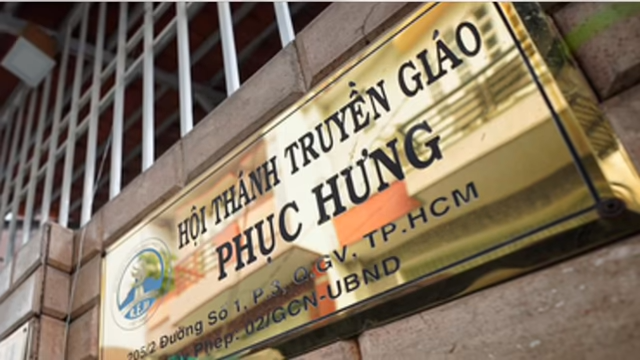 HỘI THÁNH TRUYỀN GIÁO
PHỤC HƯNG
205/2 Đường Số 1, P.3, Q.GV, TP.HCM
Phép: 02/GCN-UBND